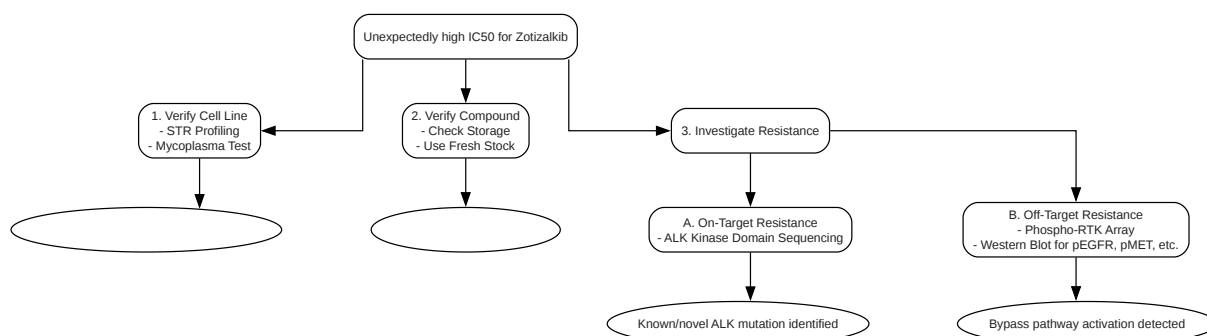 Unexpectedly high IC50 for Zotizalkib
1. Verify Cell Line
- STR Profiling
- Mycoplasma Test
2. Verify Compound
- Check Storage
- Use Fresh Stock
3. Investigate Resistance
A. On-Target Resistance
- ALK Kinase Domain Sequencing
B. Off-Target Resistance
- Phospho-RTK Array
- Western Blot for pEGFR, pMET, etc.
Known/novel ALK mutation identified
Bypass pathway activation detected